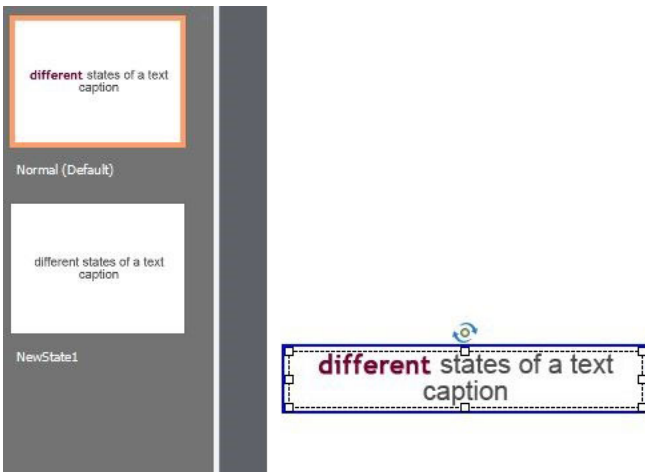 different states of a text
caption
Normal (Default)
different states of a text
caption
NewState1
different states of a text
caption